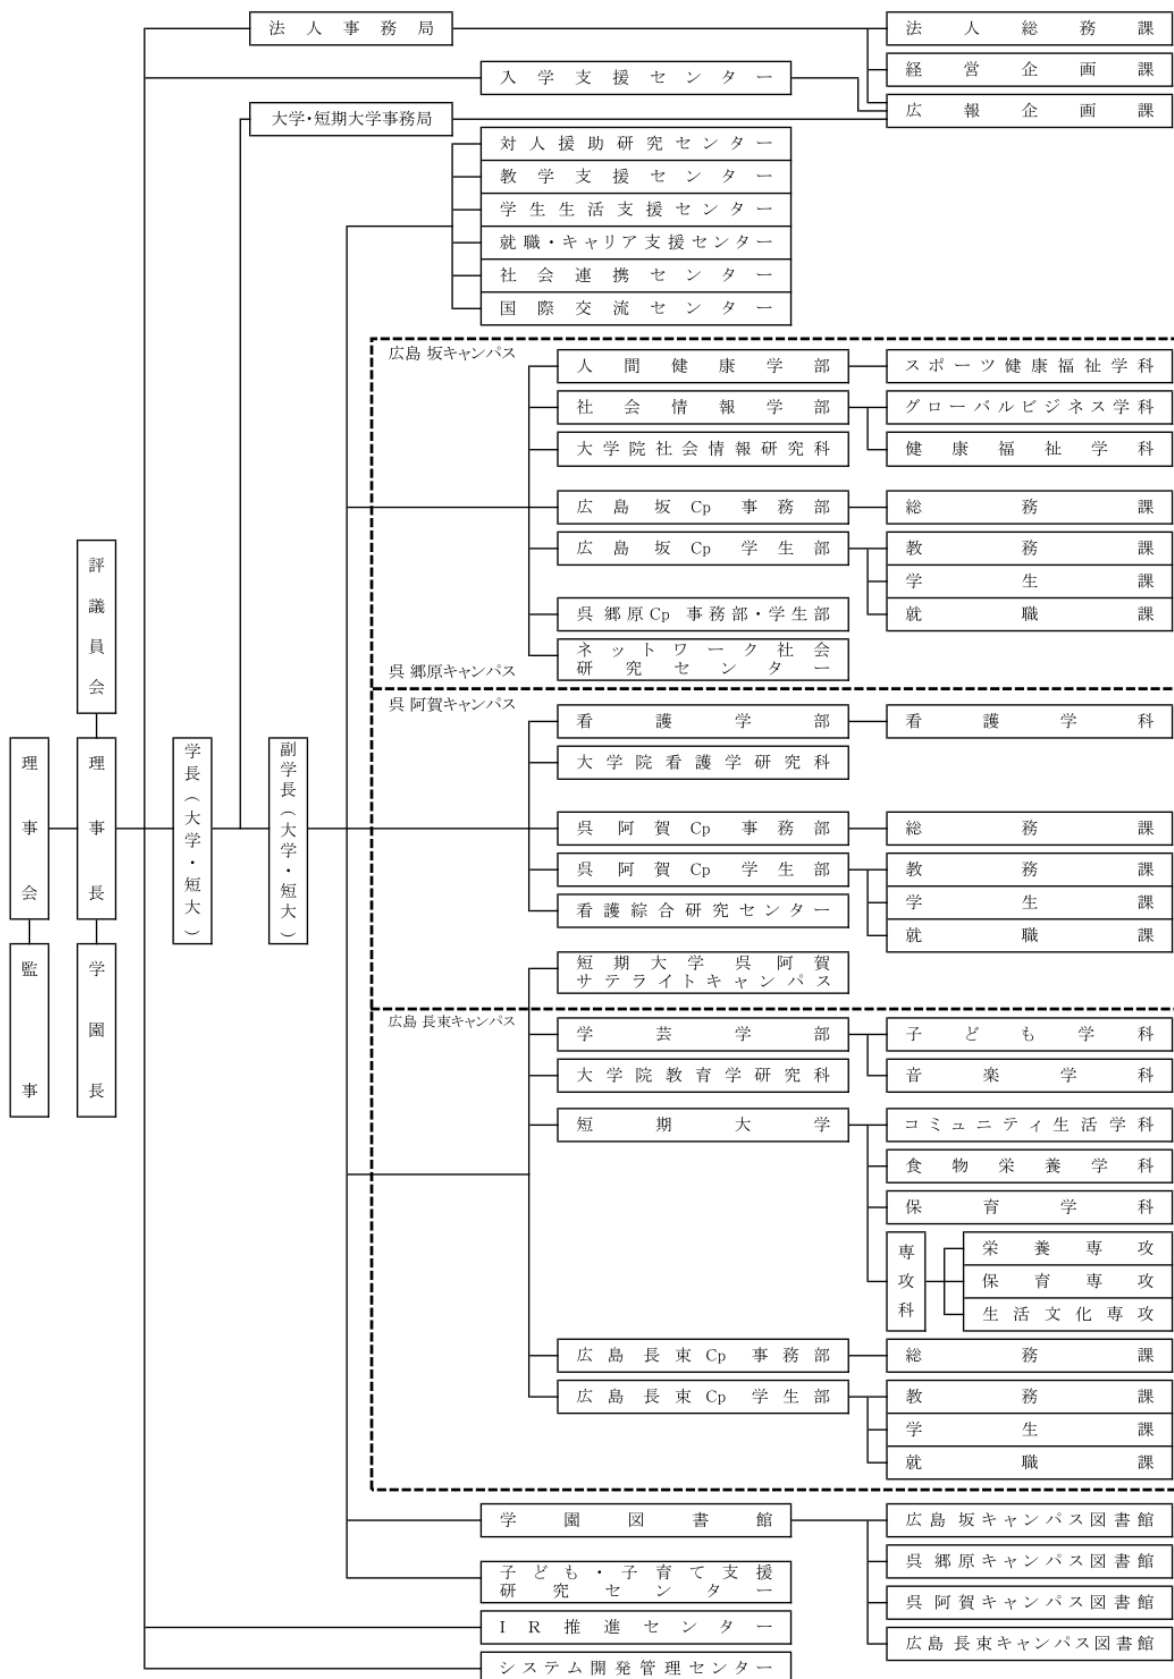 法人事務局
法人総務課
経営企画課
入学支援センター
広報企画課
大学・短期大学事務局
対人援助研究センター
教学支援センター
学生生活支援センター
就職・キャリア支援センター
社会連携センター
国際交流センター
広島 坂キャンパス
人間健康学部
スポーツ健康福祉学科
社会情報学部
グローバルビジネス学科
大学院社会情報研究科
健康福祉学科
広島坂Cp 事務部
総務課
広島坂Cp 学生部
教務課
学生課
就職課
呉郷原Cp 事務部・学生部
ネットワーク社会
研究センター
呉 郷原キャンパス
評議員会
理事会
理事長
学長(大学・短大)
副学長(大学・短大)
監事
学園長
呉 阿賀キャンパス
看護学部
看護学科
大学院看護学研究科
呉阿賀Cp 事務部
総務課
呉阿賀Cp 学生部
教務課
学生課
就職課
看護綜合研究センター
短期大学呉阿賀
サテライトキャンパス
広島 長束キャンパス
学芸学部
子ども学科
大学院教育学研究科
音楽学科
短期大学
コミュニティ生活学科
食物栄養学科
保育学科
専攻科
栄養専攻
保育専攻
生活文化専攻
広島長束Cp 事務部
総務課
広島長束Cp 学生部
教務課
学生課
就職課
学園図書館
広島 坂キャンパス図書館
呉 郷原キャンパス図書館
呉 阿賀キャンパス図書館
広島 長束キャンパス図書館
子ども・子育て支援
研究センター
IR推進センター
システム開発管理センター